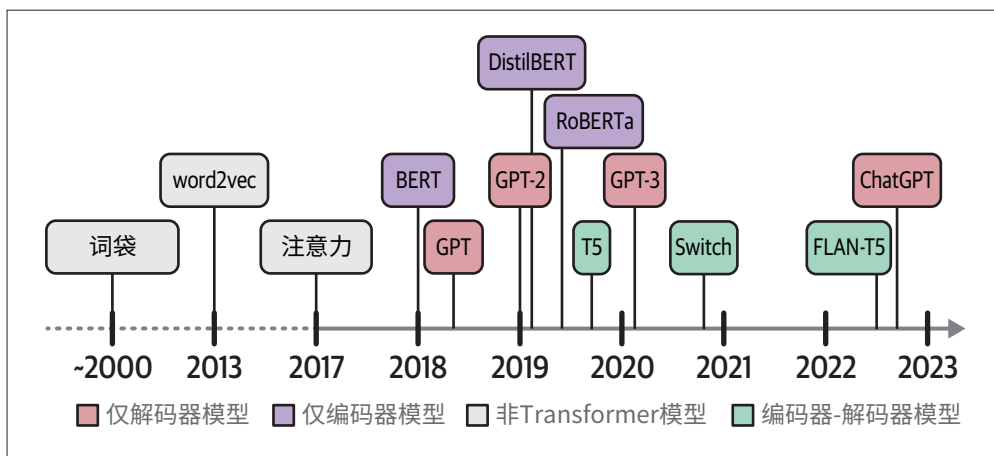 DistilBERT
RoBERTa
word2vec
BERT
GPT-2
GPT-3
ChatGPT
词袋
注意力
GPT
T5
Switch
FLAN-T5
~2000
2013
2017
2018
2019
2020
2021
2022
2023
仅解码器模型
仅编码器模型
非Transformer模型
编码器-解码器模型